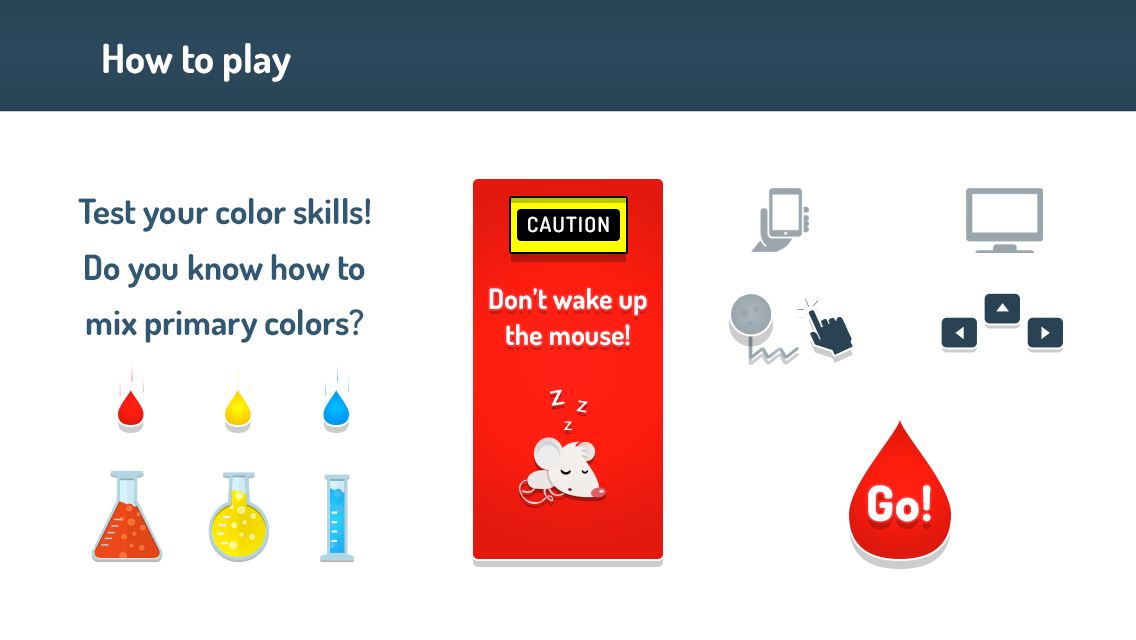 How to play
Test your color skills!
Do you know how to
mix primary colors?
CAUTION
Don't wake up
the mouse!
Z
Z
Z
Go!